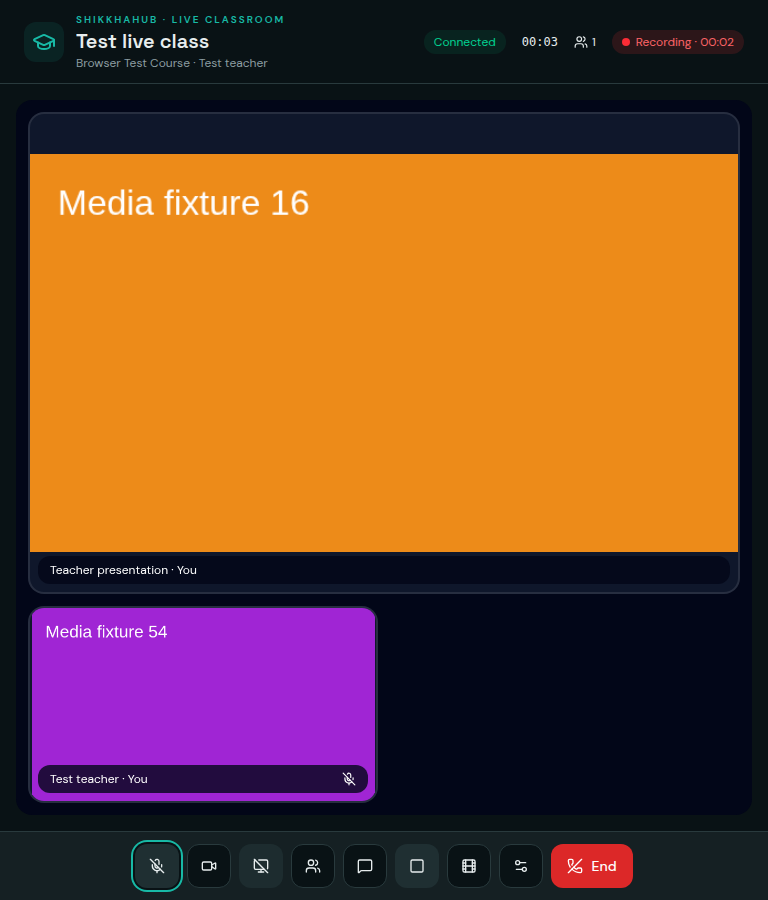 SHIKKHAHUB · LIVE CLASSROOM
Test live class
Browser Test Course · Test teacher
Connected
00:03
1
Recording · 00:02
Media fixture 16
Teacher presentation · You
Media fixture 54
Test teacher · You
End